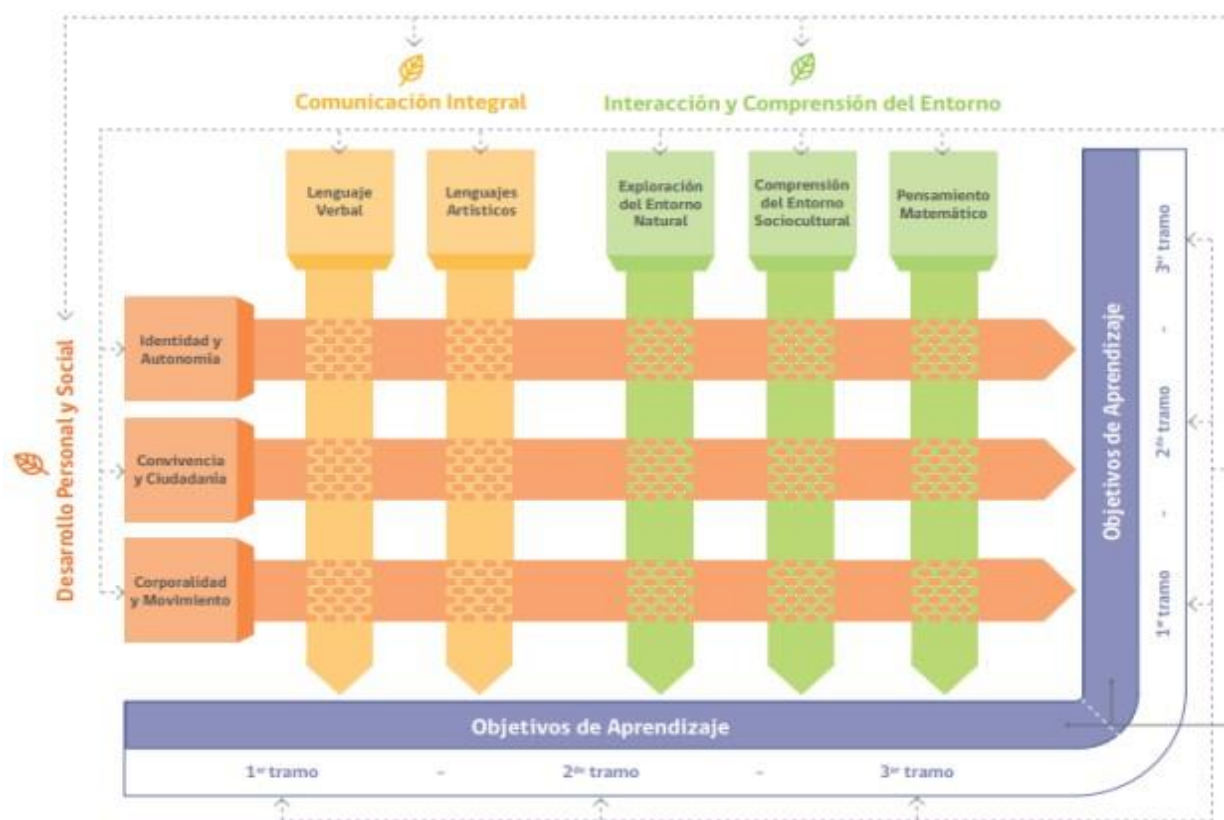 Comunicación Integral
Interacción y Comprensión del Entorno
Lenguaje
Verbal
Lenguajes
Artísticos
Exploración
del Entorno
Natural
Comprensión
del Entorno
Sociocultural
Pensamiento
Matemático
Desarrollo Personal y Social
Identidad y
Autonomía
Convivencia
y Ciudadanía
Corporalidad
y Movimiento
Objetivos de Aprendizaje
3er tramo
–
2do tramo
–
1er tramo
Objetivos de Aprendizaje
1er tramo – 2do tramo – 3er tramo